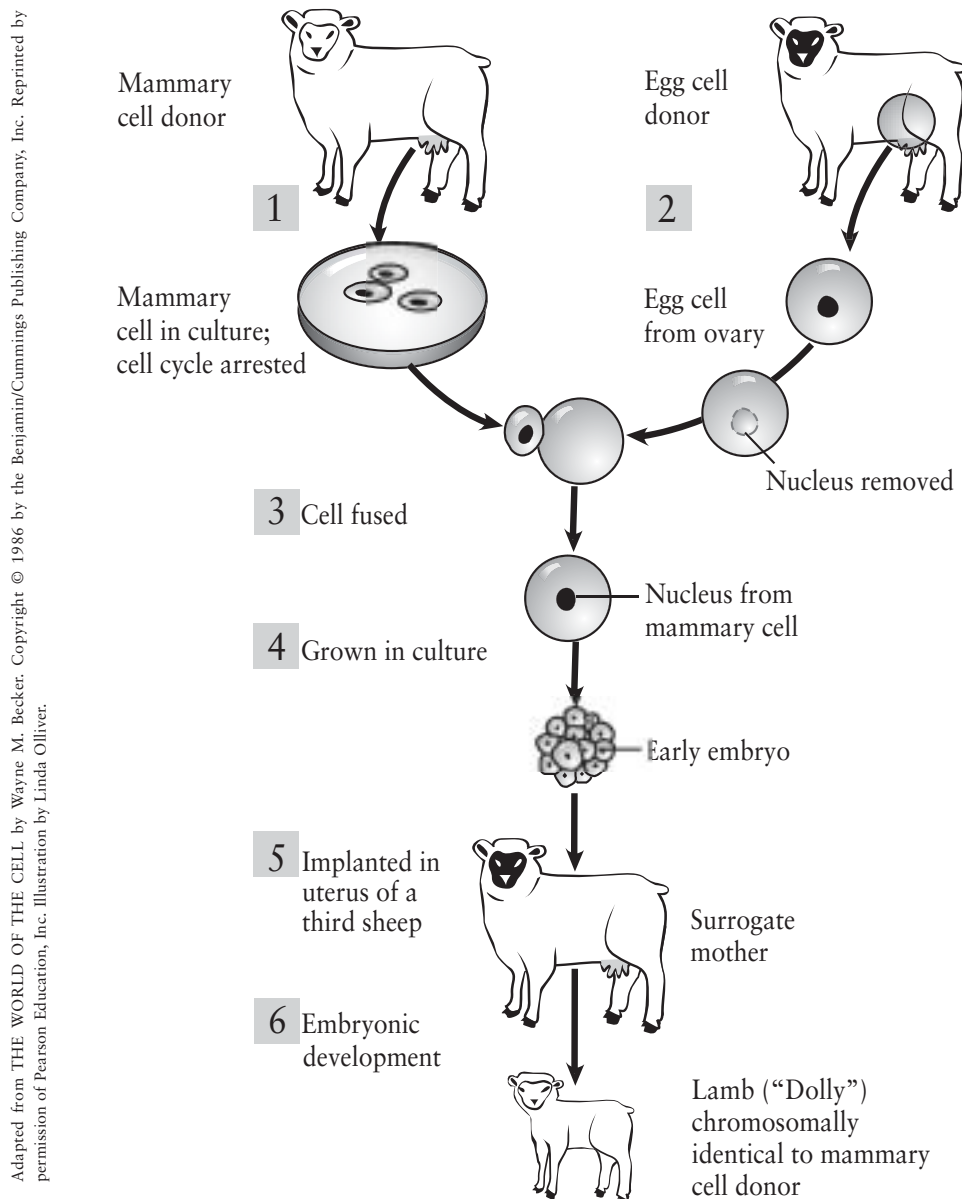 Adapted from THE WORLD OF THE CELL by Wayne M. Becker. Copyright © 1986 by the Benjamin/Cummings Publishing Company, Inc. Reprinted by
permission of Pearson Education, Inc. Illustration by Linda Olliver.
Mammary
cell donor
Egg cell
donor
1
2
Mammary
cell in culture;
cell cycle arrested
Egg cell
from ovary
Nucleus removed
3 Cell fused
Nucleus from
mammary cell
4 Grown in culture
Early embryo
5 Implanted in
uterus of a
third sheep
Surrogate
mother
6 Embryonic
development
Lamb (“Dolly”)
chromosomally
identical to mammary
cell donor